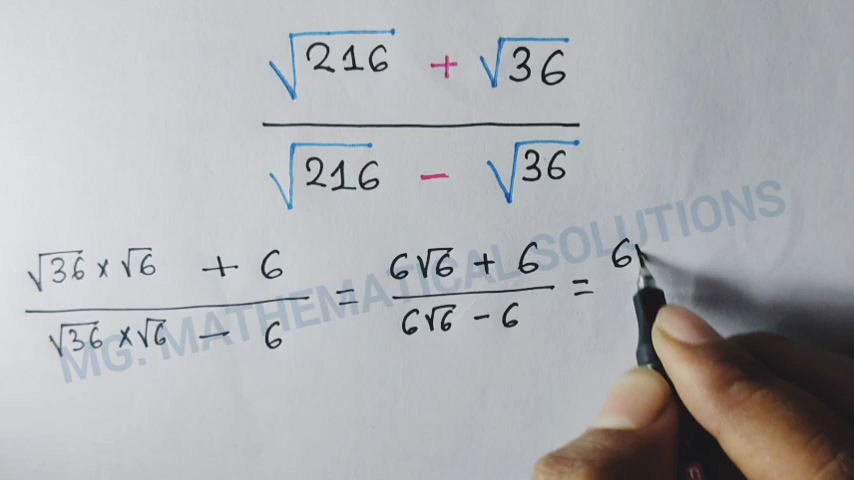 √216 + √36
√216 - √36
√36 × √6 + 6 = 6√6 + 6 = 6
√36 × √6 - 6 6√6 - 6
MG. MATHEMATICAL SOLUTIONS